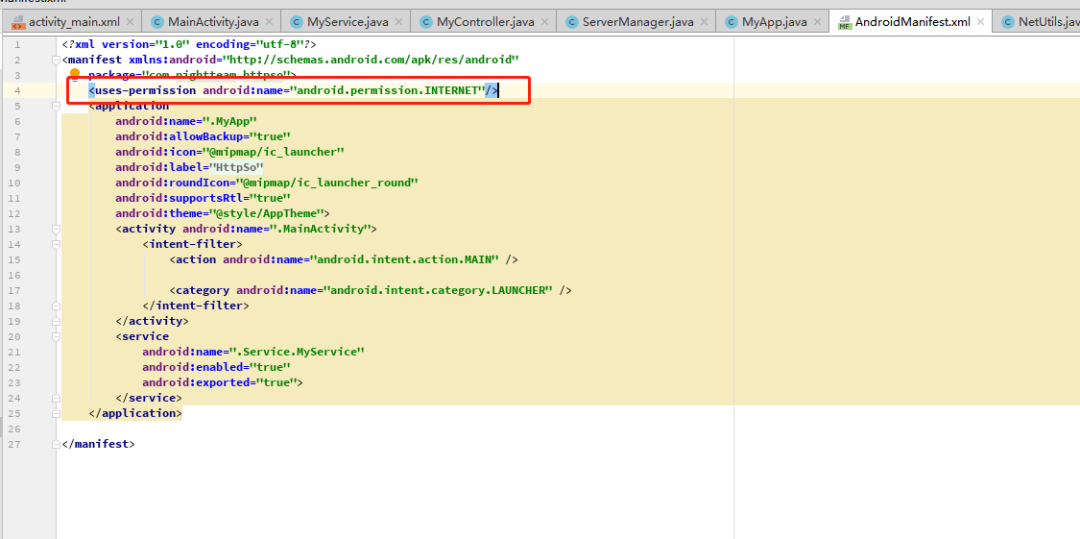 activity_main.xml MainActivity.java MyService.java MyController.java ServerManager.java MyApp.java AndroidManifest.xml NetUtils.jav
1 <?xml version="1.0" encoding="utf-8"?>
2 <manifest xmlns:android="http://schemas.android.com/apk/res/android"
3 package="com.nightteam.httpso">
4 <uses-permission android:name="android.permission.INTERNET"/>
5 <application
6 android:name=".MyApp"
7 android:allowBackup="true"
8 android:icon="@mipmap/ic_launcher"
9 android:label="HttpSo"
10 android:roundIcon="@mipmap/ic_launcher_round"
11 android:supportsRtl="true"
12 android:theme="@style/AppTheme">
13 <activity android:name=".MainActivity">
14 <intent-filter>
15 <action android:name="android.intent.action.MAIN" />
16
17 <category android:name="android.intent.category.LAUNCHER" />
18 </intent-filter>
19 </activity>
20 <service
21 android:name=".Service.MyService"
22 android:enabled="true"
23 android:exported="true">
24 </service>
25 </application>
26
27 </manifest>